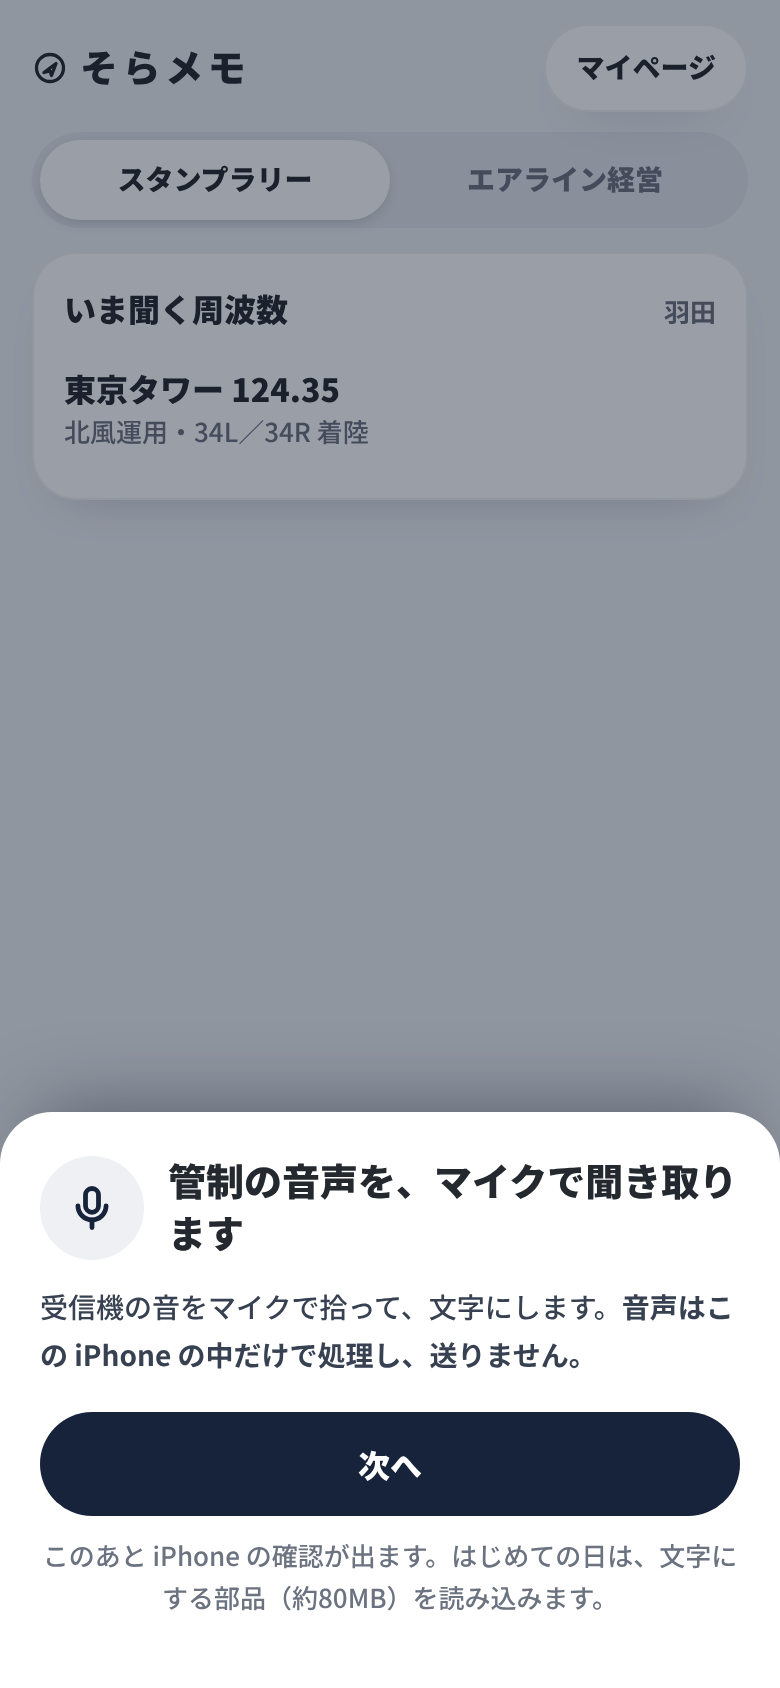 そらメモ
マイページ
スタンプラリー
エアライン経営
いま聞く周波数
羽田
東京タワー 124.35
北風運用・34L／34R 着陸
管制の音声を、マイクで聞き取り
ます
受信機の音をマイクで拾って、文字にします。音声はこ
の iPhone の中だけで処理し、送りません。
次へ
このあと iPhone の確認が出ます。はじめての日は、文字に
する部品（約80MB）を読み込みます。